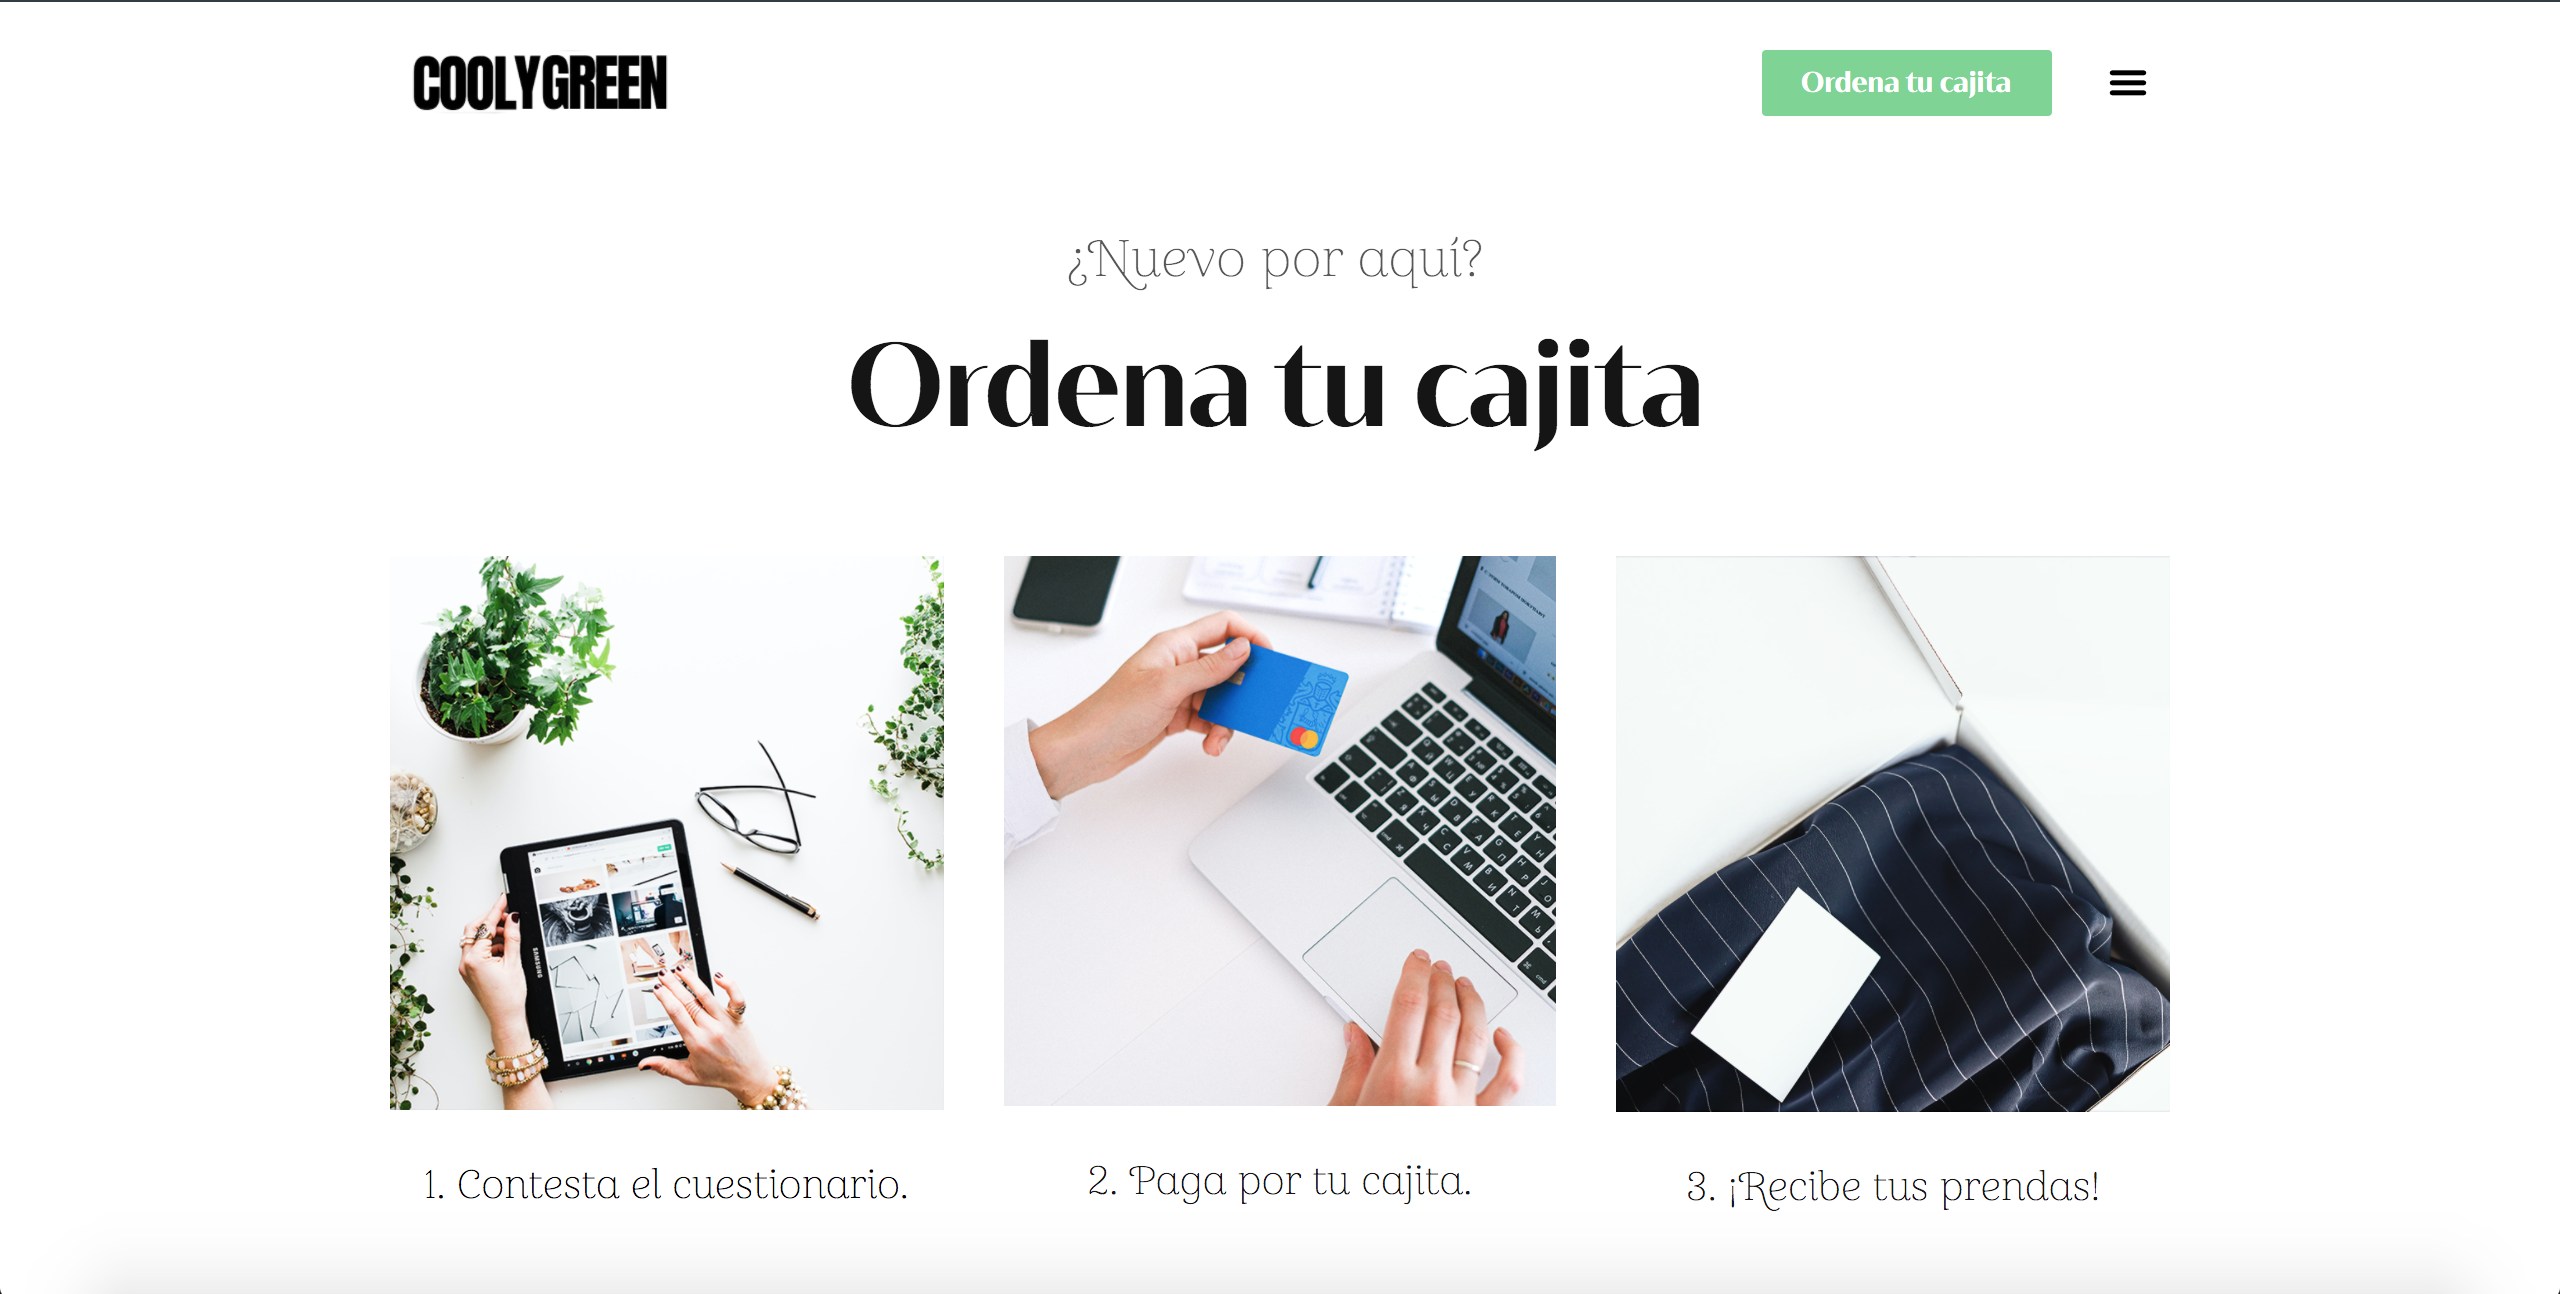 COOLYGREEN
Ordena tu cajita
¿Nuevo por aquí?
Ordena tu cajita
SAMSUNG
1. Contesta el cuestionario.
2. Paga por tu cajita.
3. ¡Recibe tus prendas!